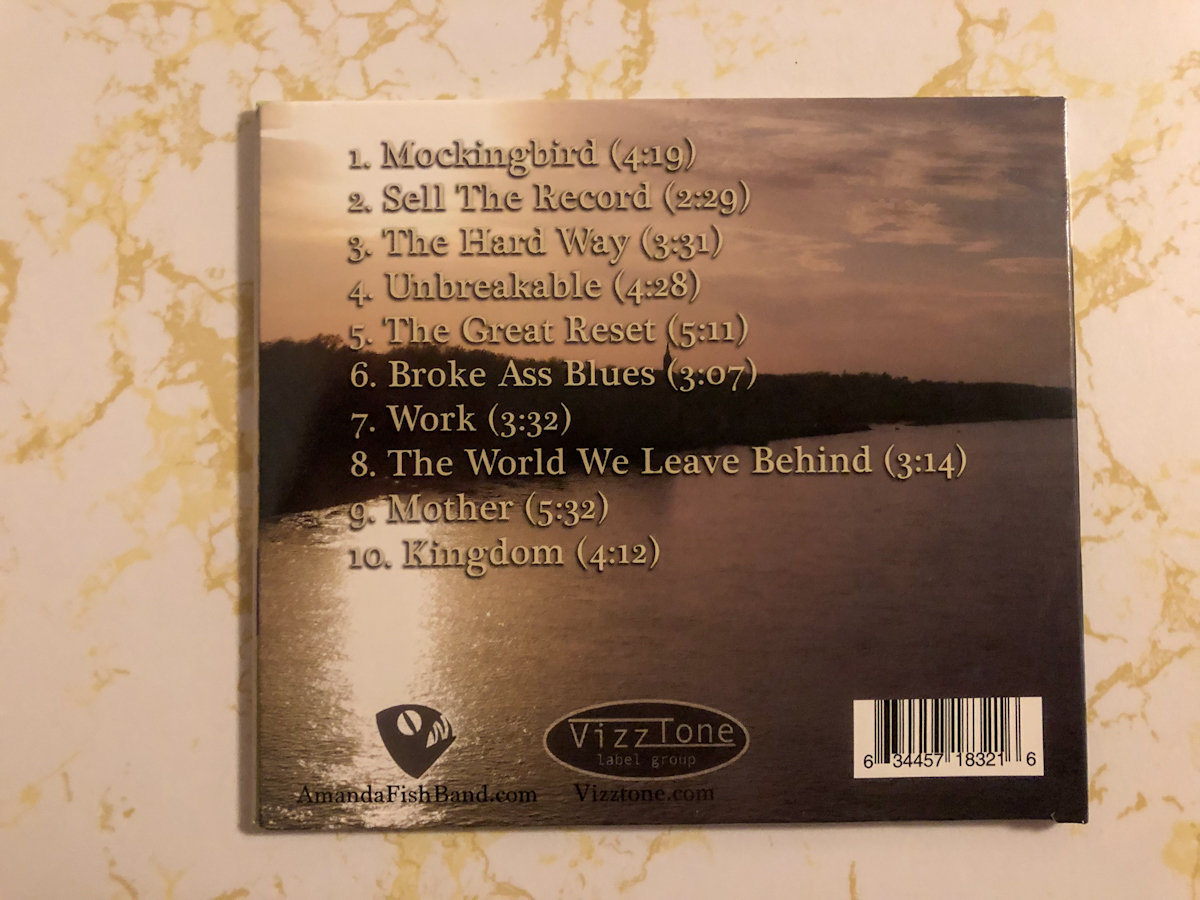 1. Mockingbird (4:19)
2. Sell The Record (2:29)
3. The Hard Way (3:31)
4. Unbreakable (4:28)
5. The Great Reset (5:11)
6. Broke Ass Blues (3:07)
7. Work (3:32)
8. The World We Leave Behind (3:14)
9. Mother (5:32)
10. Kingdom (4:12)
VizzTone
label group
AmandaFishBand.com
Vizztone.com
6 34457 18321 6